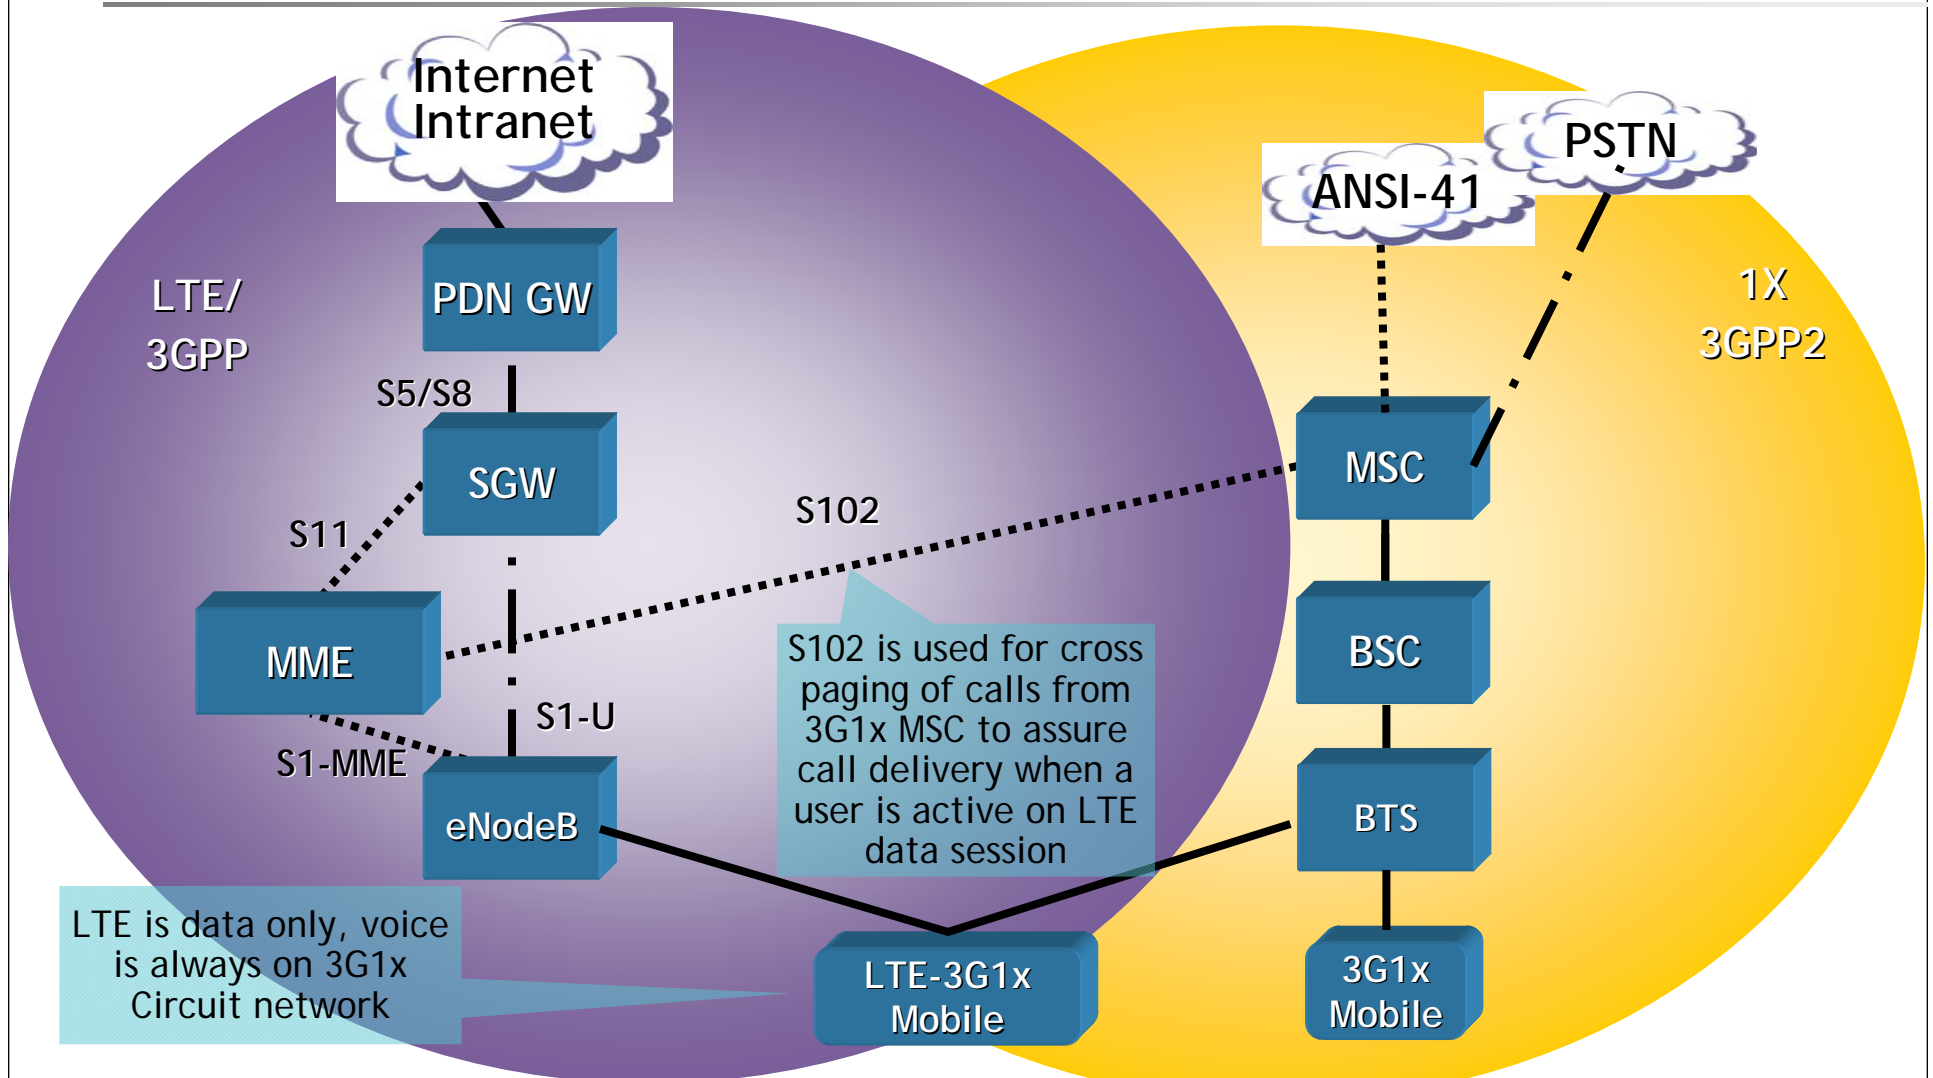 Internet
Intranet
PSTN
ANSI-41
LTE/
3GPP
PDN GW
1X
3GPP2
S5/S8
SGW
MSC
S102
S11
MME
BSC
S102 is used for cross
paging of calls from
3G1x MSC to assure
call delivery when a
user is active on LTE
data session
S1-U
S1-MME
eNodeB
BTS
LTE is data only, voice
is always on 3G1x
Circuit network
LTE-3G1x
Mobile
3G1x
Mobile